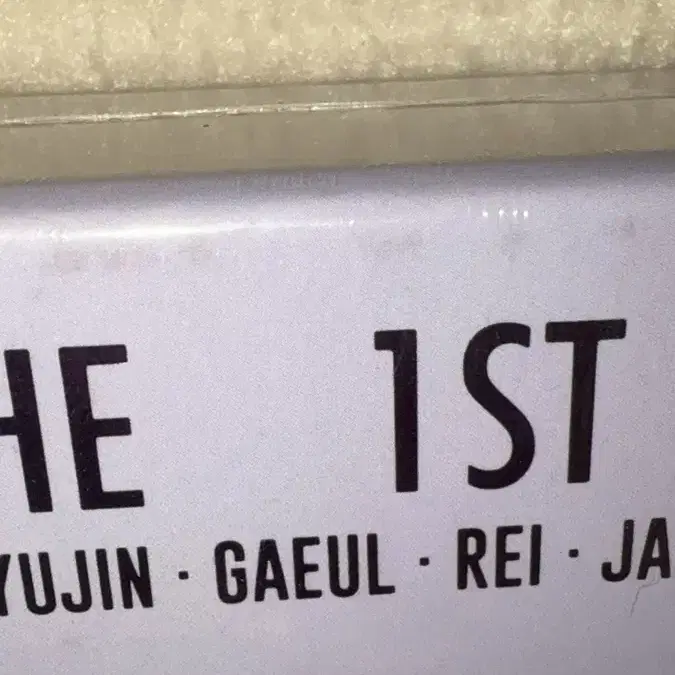 HE 1ST
YUJIN · GAEUL · REI · JA